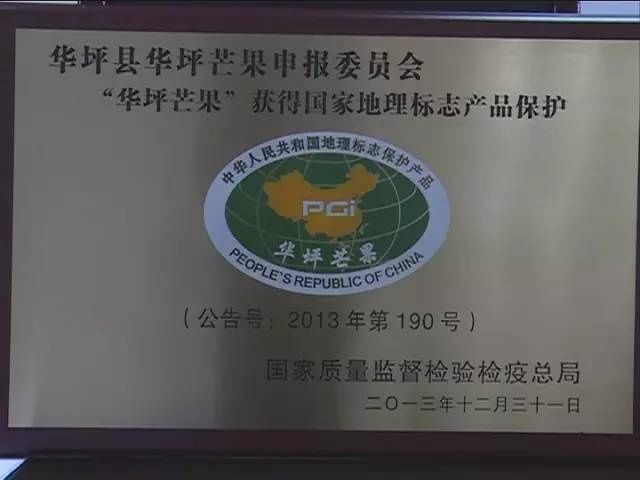 华坪县华坪芒果申报委员会
“华坪芒果”获得国家地理标志产品保护
中华人民共和国地理标志保护产品
PGi
华坪芒果
PEOPLE'S REPUBLIC OF CHINA
（公告号：2013年第190号）
国家质量监督检验检疫总局
二〇一三年十二月三十一日